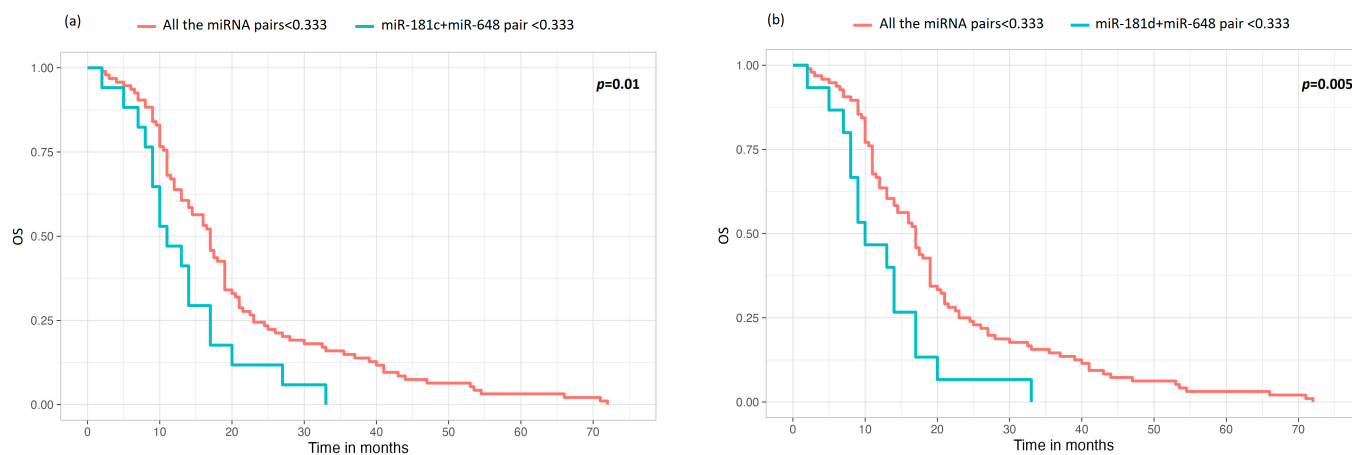 (a)
All the miRNA pairs<0.333 miR-181c+miR-648 pair <0.333
p=0.01
1.00
0.75
0.50
0.25
0.00
OS
0 10 20 30 40 50 60 70
Time in months
(b)
All the miRNA pairs<0.333 miR-181d+miR-648 pair <0.333
p=0.005
1.00
0.75
0.50
0.25
0.00
OS
0 10 20 30 40 50 60 70
Time in months